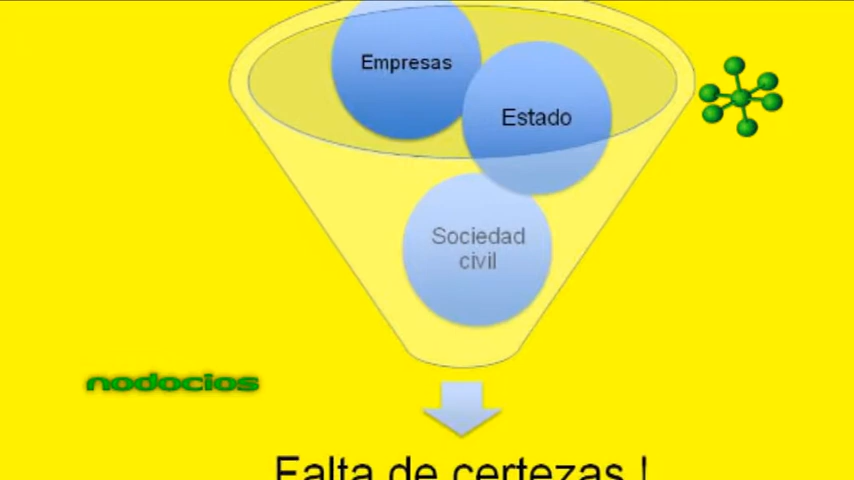 Empresas
Estado
Sociedad
civil
nodocios
Falta de certezas !